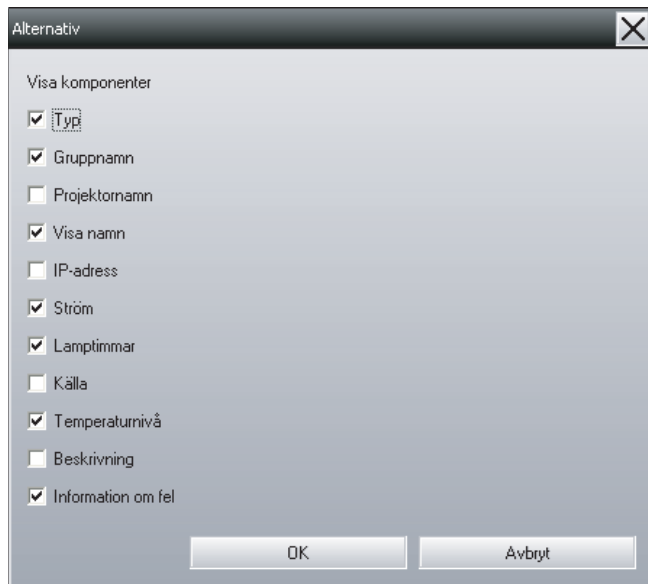 Alternativ
Visa komponenter
Typ
Gruppnamn
Projektornamn
Visa namn
IP-adress
Ström
Lamptimmar
Källa
Temperaturnivå
Beskrivning
Information om fel
OK Avbryt